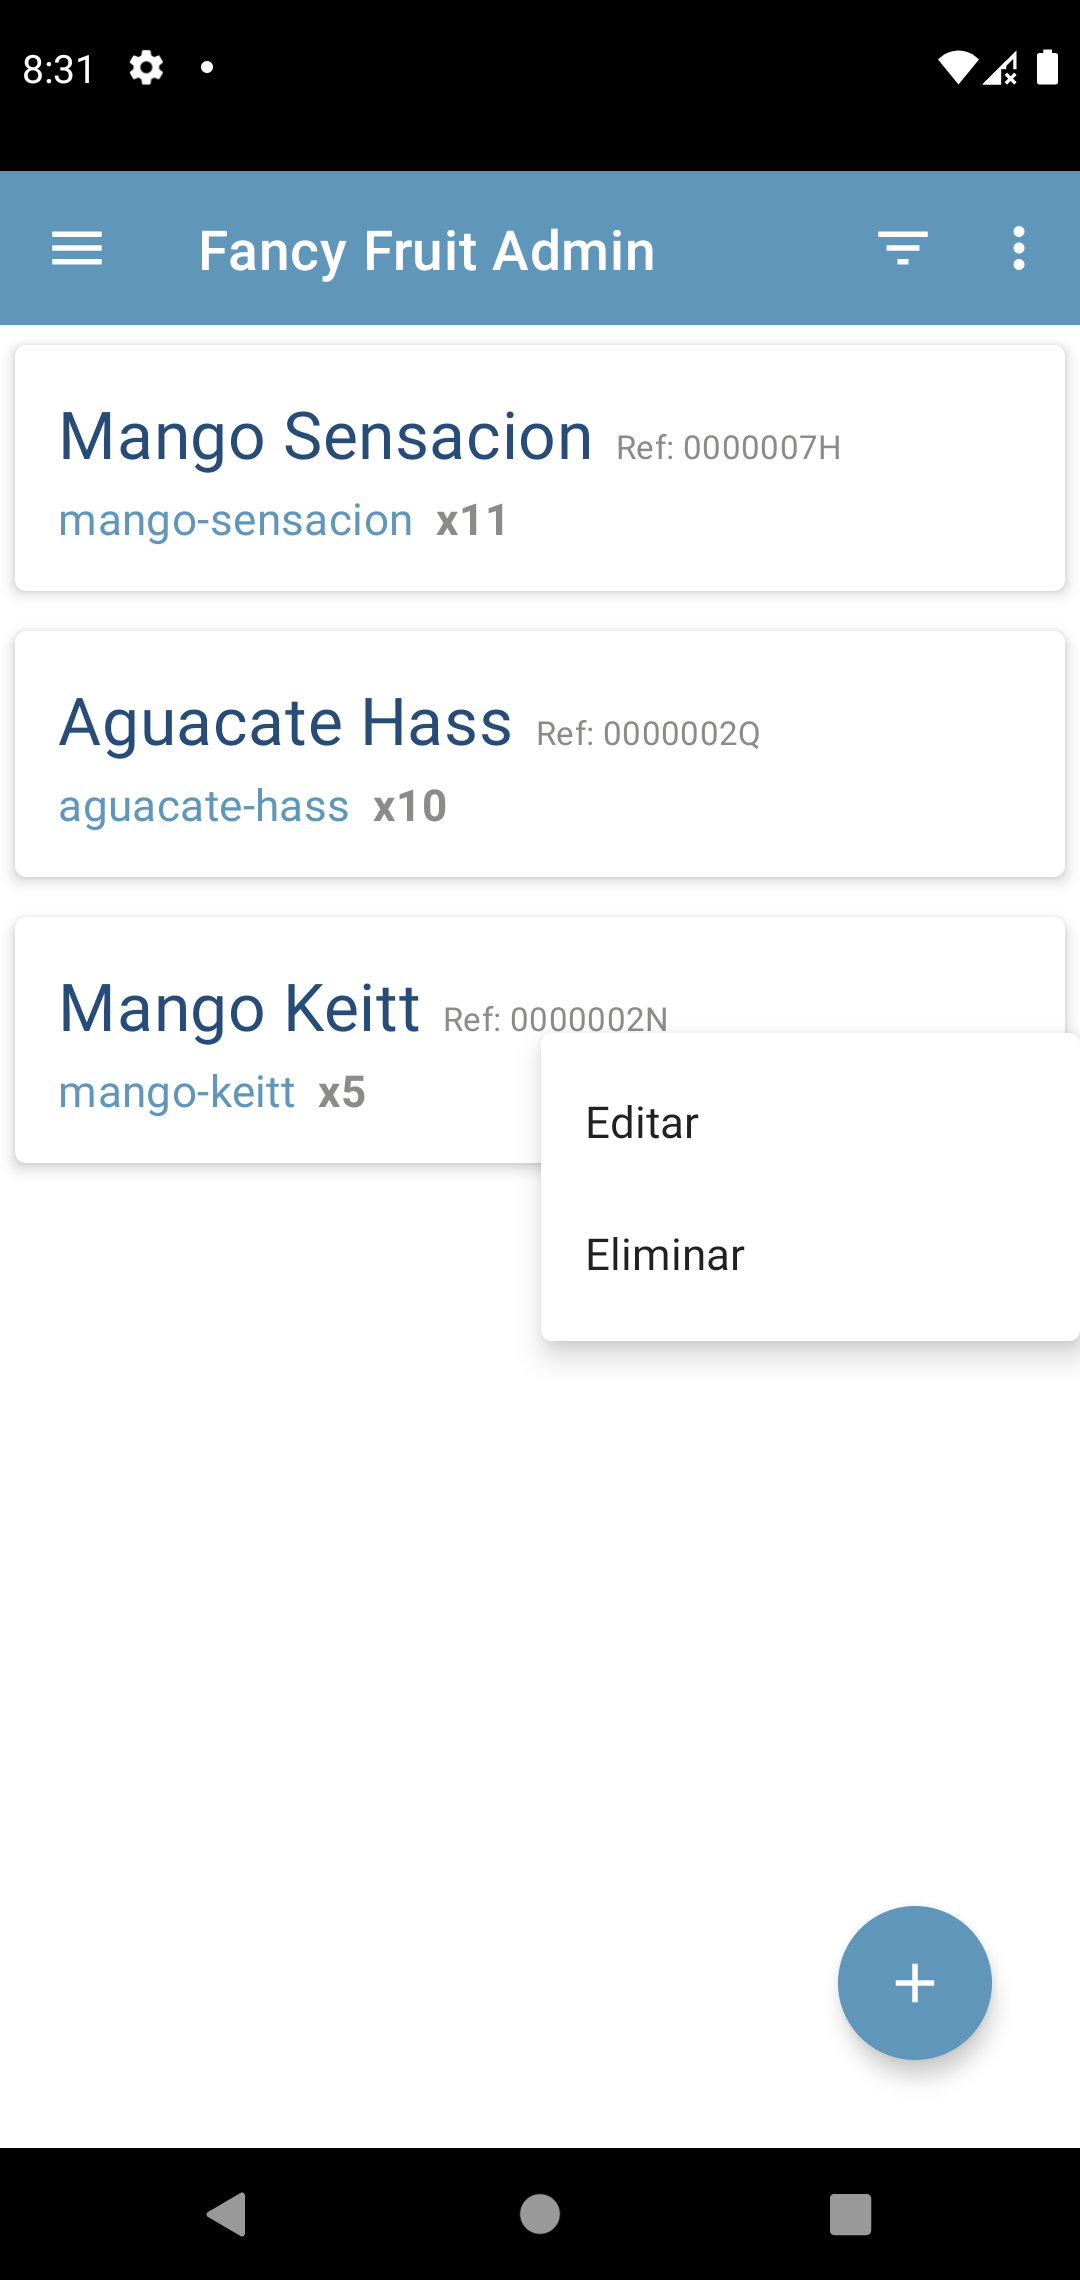 8:31
Fancy Fruit Admin
Mango Sensacion Ref: 0000007H
mango-sensacion x11
Aguacate Hass Ref: 0000002Q
aguacate-hass x10
Mango Keitt Ref: 0000002N
mango-keitt x5
Editar
Eliminar